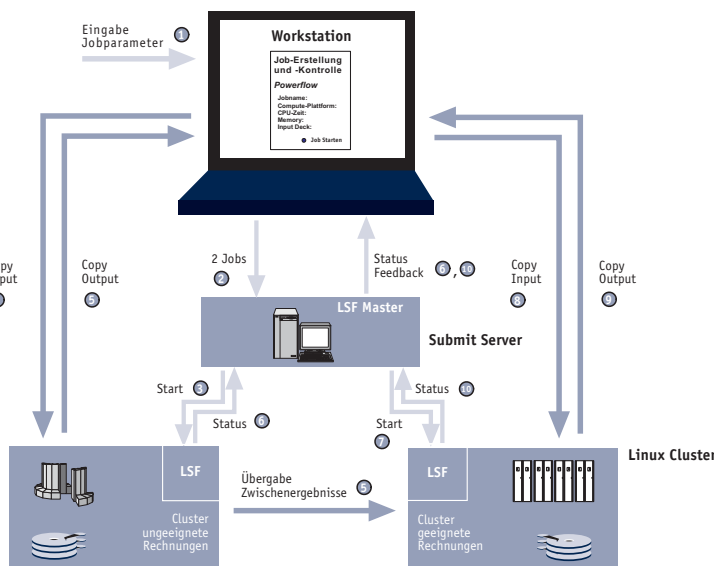 Eingabe
Jobparameter 1
Workstation
Job-Erstellung
und -Kontrolle
Powerflow
Jobname:
Compute-Plattform:
CPU-Zeit:
Memory:
Input Deck:
Job Starten
Copy
Output
5
2 Jobs
2
Status
Feedback 6, 10
Copy
Input
8
Copy
Output
9
LSF Master
Submit Server
Start 3
Status 6
Status 10
Start
7
LSF
Cluster
ungeeignete
Rechnungen
Übergabe
Zwischenergebnisse 5
LSF
Cluster
geeignete
Rechnungen
Linux Cluster